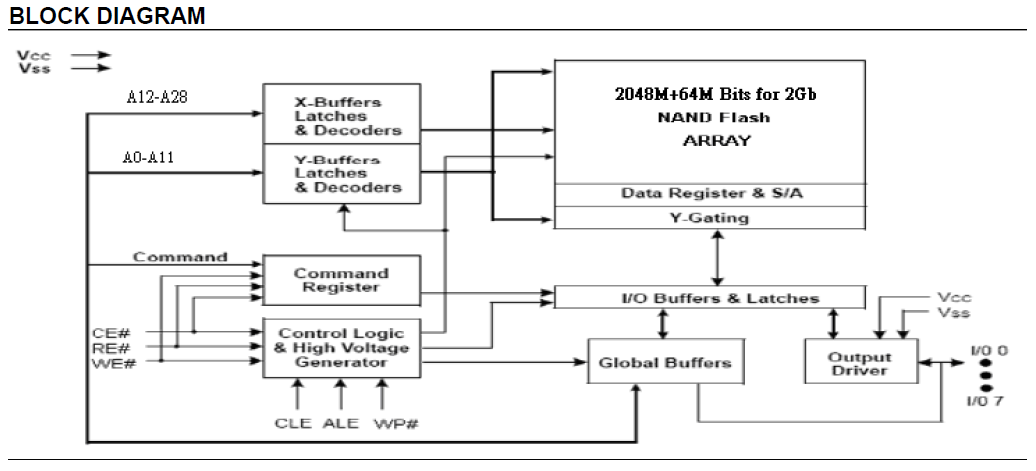 BLOCK DIAGRAM
Vcc
Vss
A12-A28
X-Buffers
Latches
& Decoders
A0-A11
Y-Buffers
Latches
& Decoders
2048M+64M Bits for 2Gb
NAND Flash
ARRAY
Data Register & S/A
Y-Gating
Command
Command
Register
I/O Buffers & Latches
Vcc
Vss
CE#
RE#
WE#
Control Logic
& High Voltage
Generator
Global Buffers
Output
Driver
I/O 0
I/O 7
CLE ALE WP#